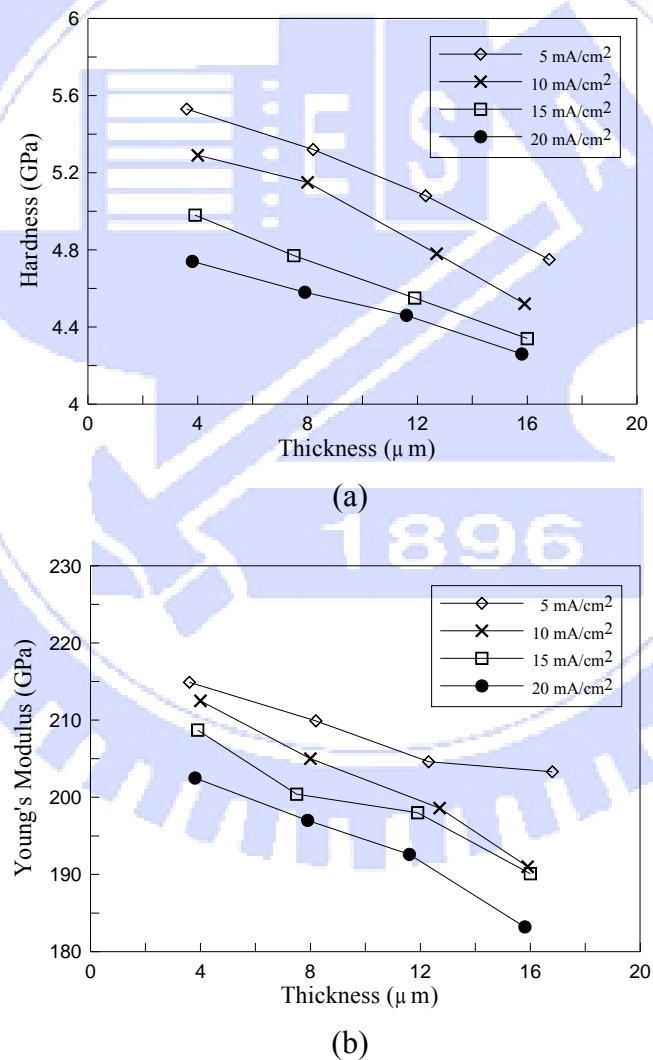 6
5.6
5.2
4.8
4.4
4
Hardness (GPa)
5 mA/cm2
10 mA/cm2
15 mA/cm2
20 mA/cm2
0 4 8 12 16 20
Thickness (μ m)
(a)
ESA
1896
230
220
210
200
190
180
Young's Modulus (GPa)
5 mA/cm2
10 mA/cm2
15 mA/cm2
20 mA/cm2
0 4 8 12 16 20
Thickness (μ m)
(b)